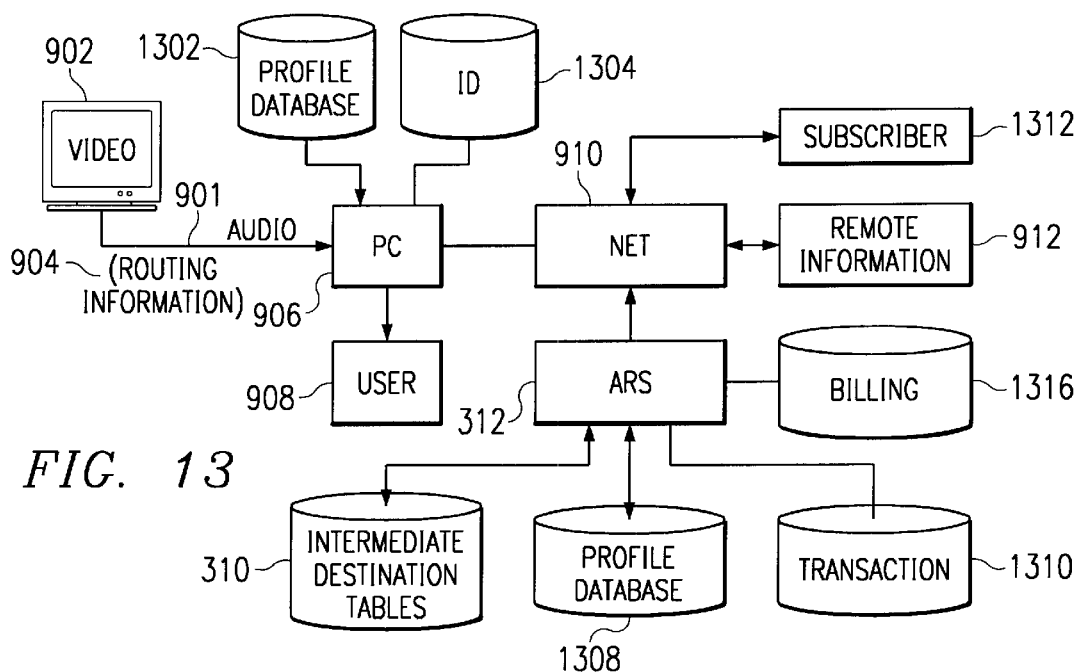 1302
902
PROFILE
DATABASE
ID
1304
VIDEO
910
SUBSCRIBER
1312
901
AUDIO
904
(ROUTING
INFORMATION)
PC
906
NET
REMOTE
INFORMATION
912
USER
908
ARS
312
BILLING
1316
FIG. 13
310
INTERMEDIATE
DESTINATION
TABLES
PROFILE
DATABASE
1308
TRANSACTION
1310